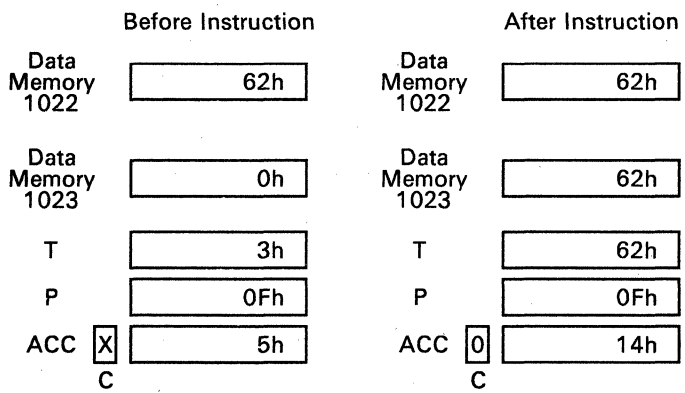 Before Instruction After Instruction
Data Memory 1022 62h Data Memory 1022 62h
Data Memory 1023 0h Data Memory 1023 62h
T 3h T 62h
P 0Fh P 0Fh
ACC X 5h ACC 0 14h
C C